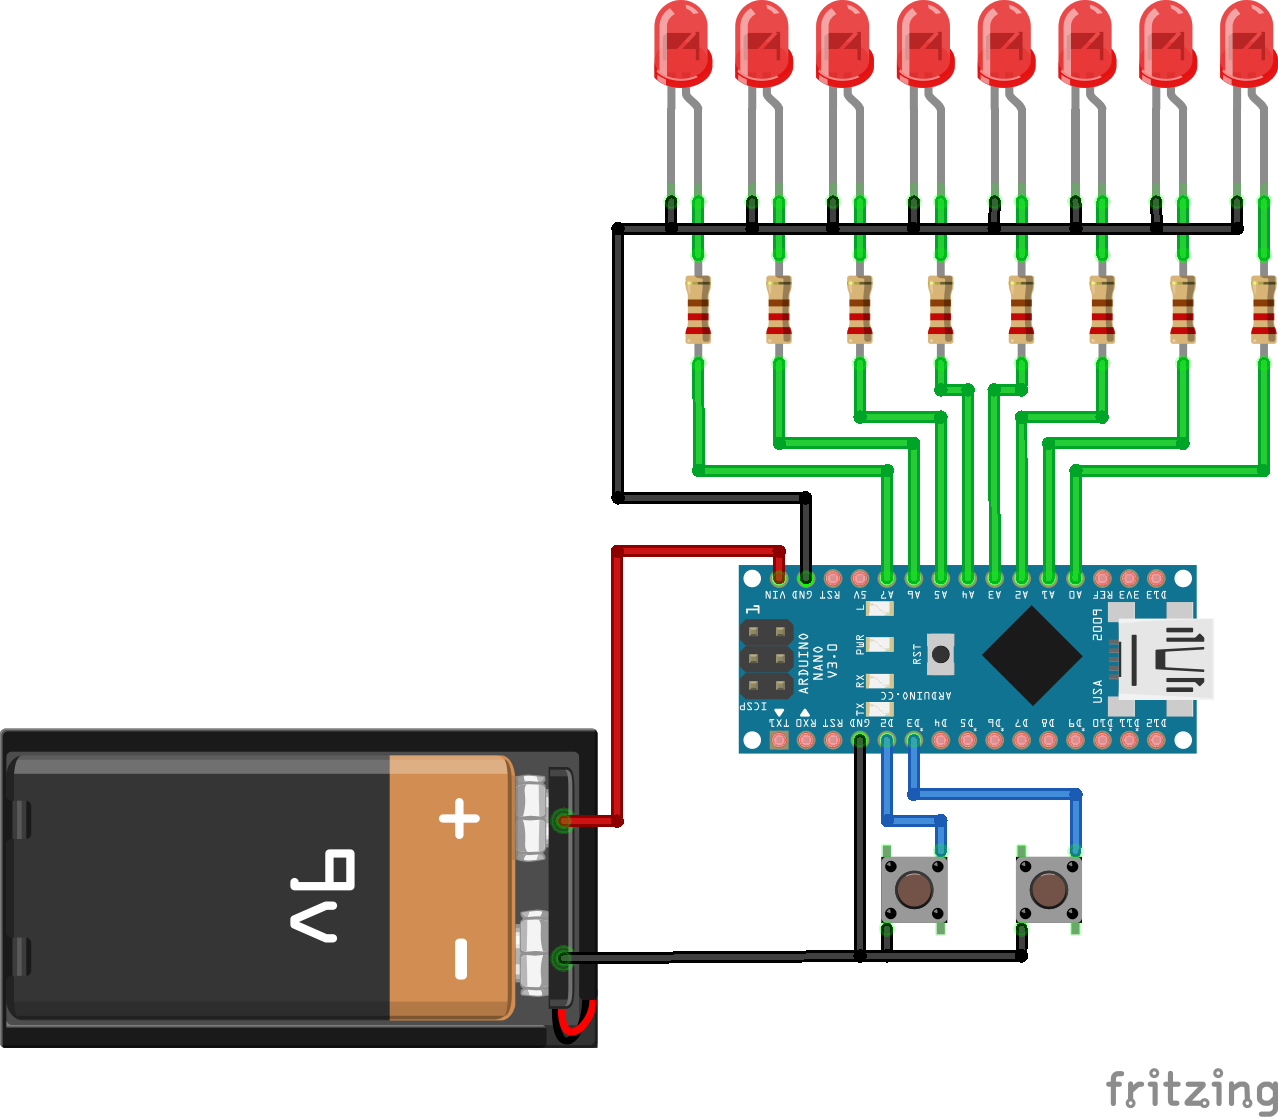 VIN GND RST 5V A7 A6 A5 A4 A3 A2 A1 A0 REF 3V3 D13
1
L
PWR
RX
TX
RST
ARDUINO
NANO
V3.0
ARDUINO.CC
2009
USA
ICSP
TX1 RX0 RST GND D2 D3 D4 D5 D6 D7 D8 D9 D10 D11 D12
+
9V
-
fritzing